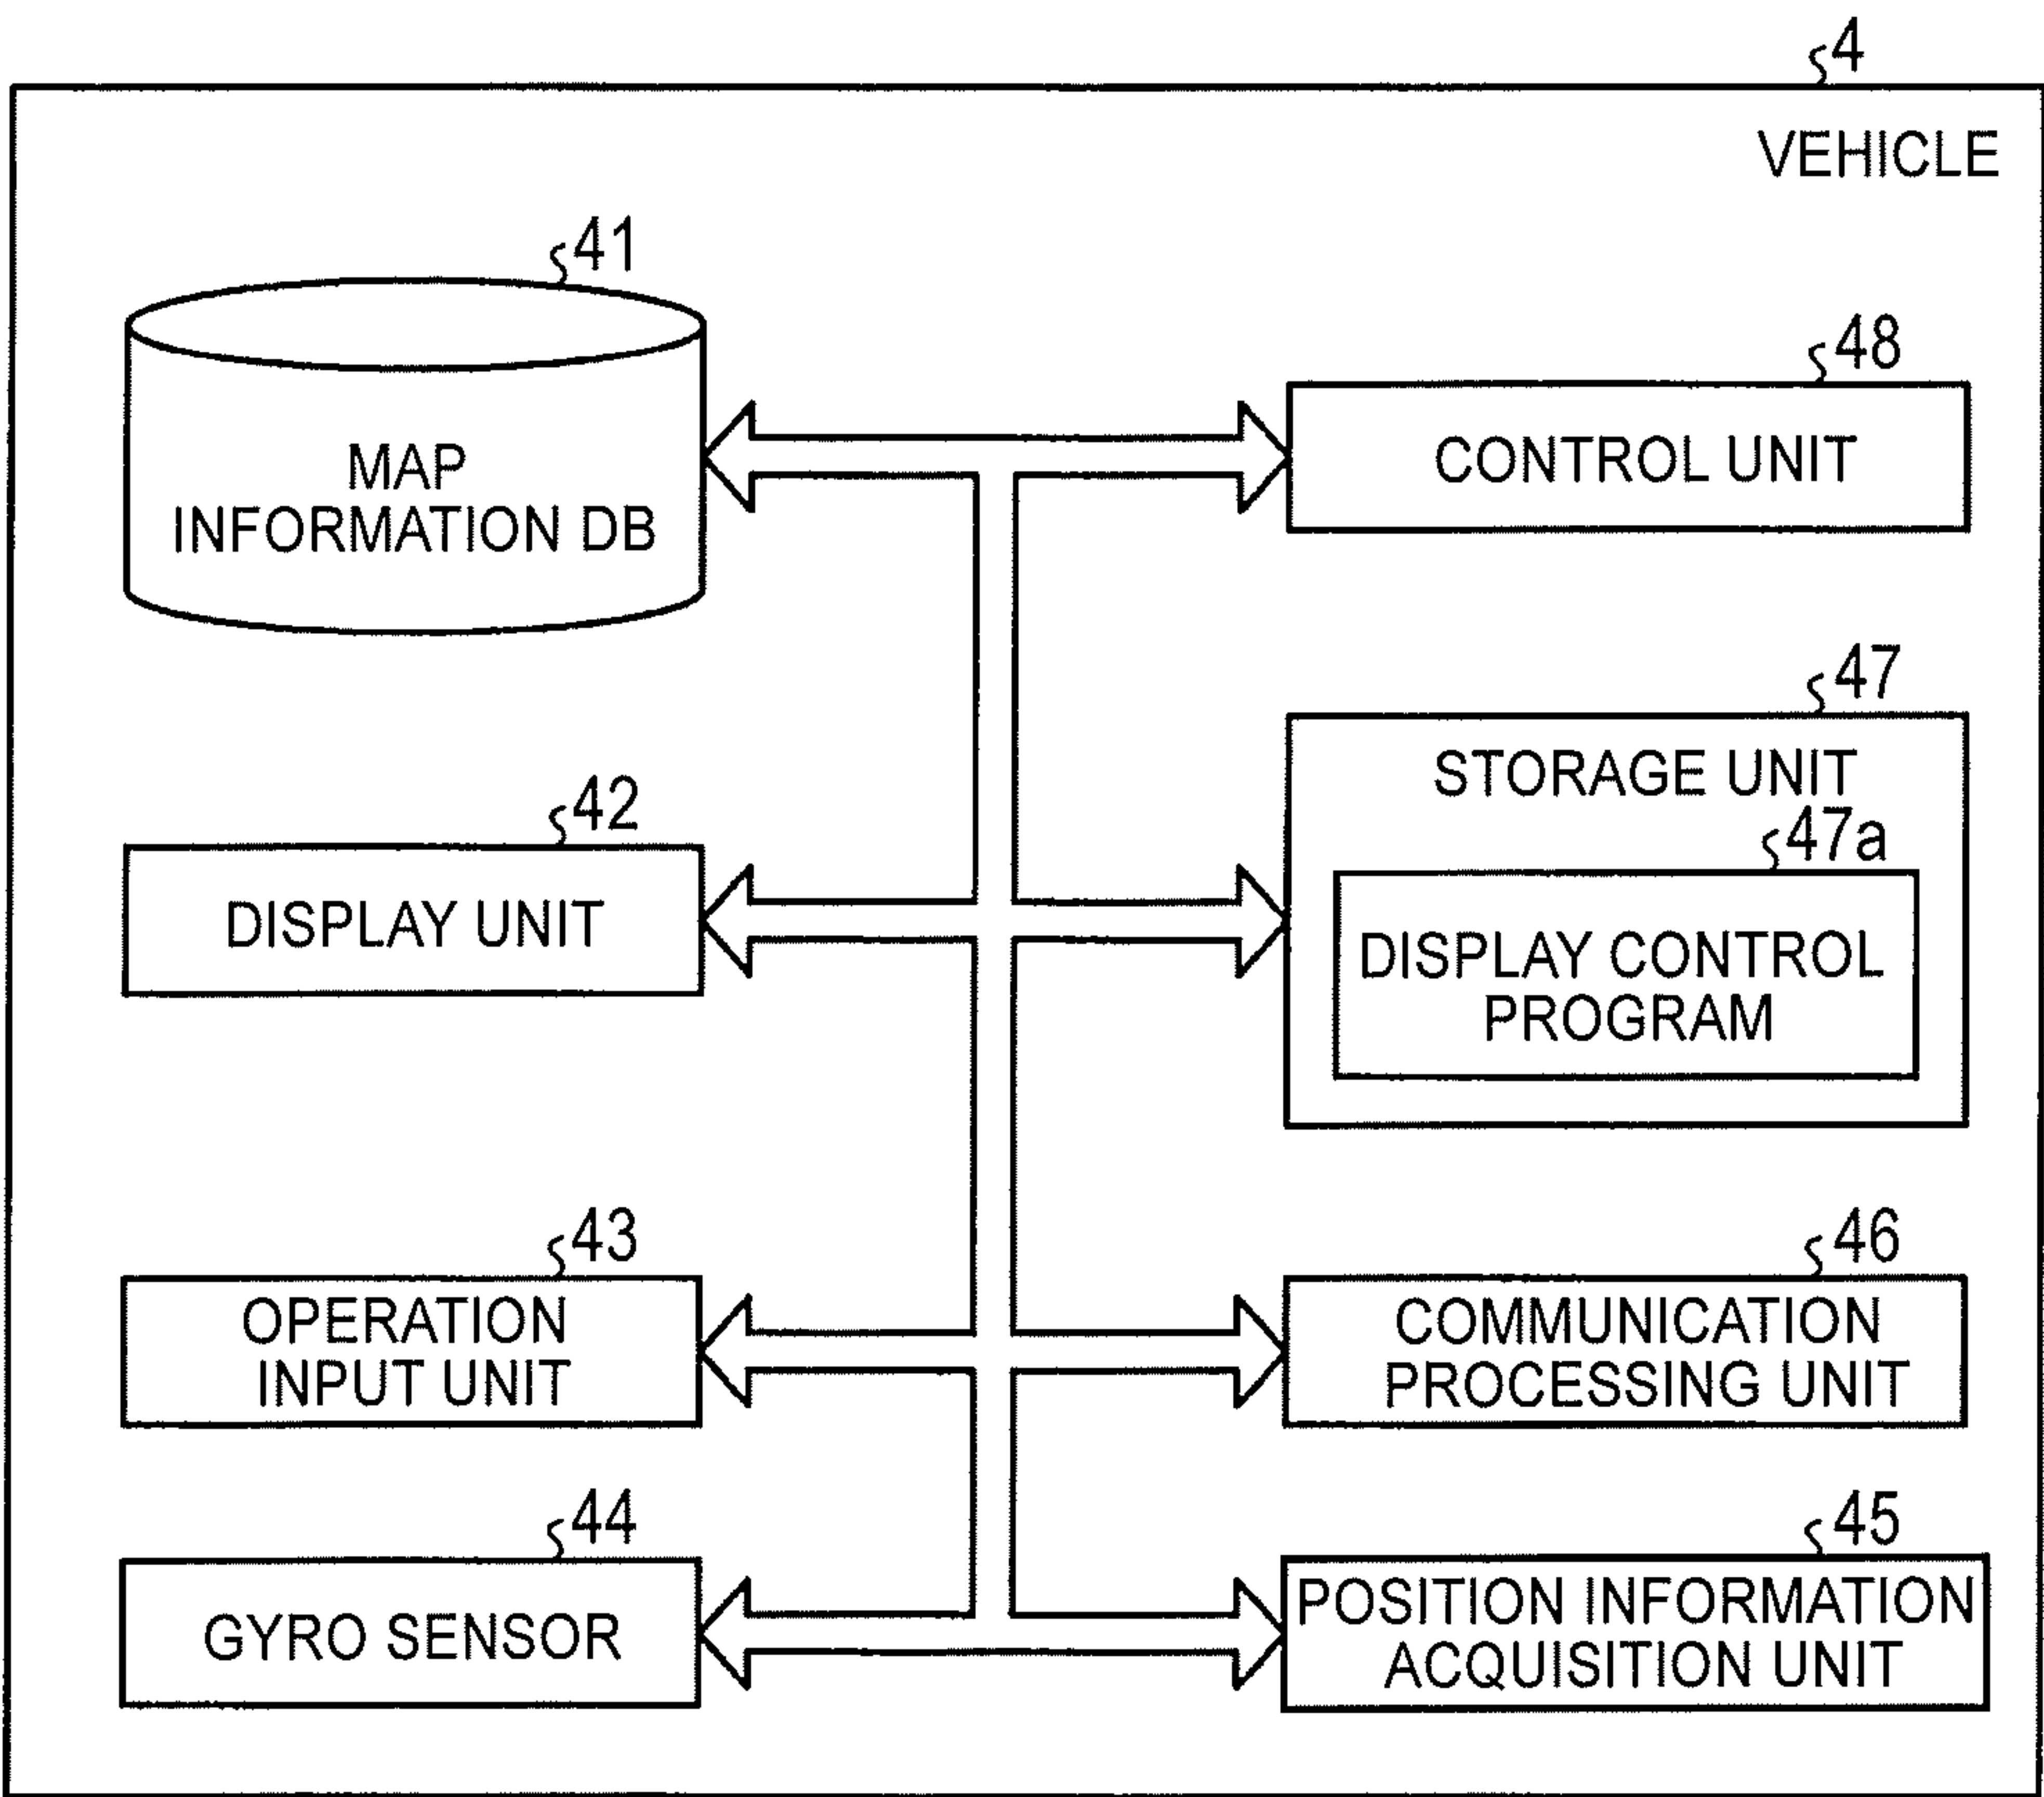 4
VEHICLE
41
MAP
INFORMATION DB
48
CONTROL UNIT
47
STORAGE UNIT
47a
DISPLAY CONTROL
PROGRAM
42
DISPLAY UNIT
43
OPERATION
INPUT UNIT
46
COMMUNICATION
PROCESSING UNIT
44
GYRO SENSOR
45
POSITION INFORMATION
ACQUISITION UNIT